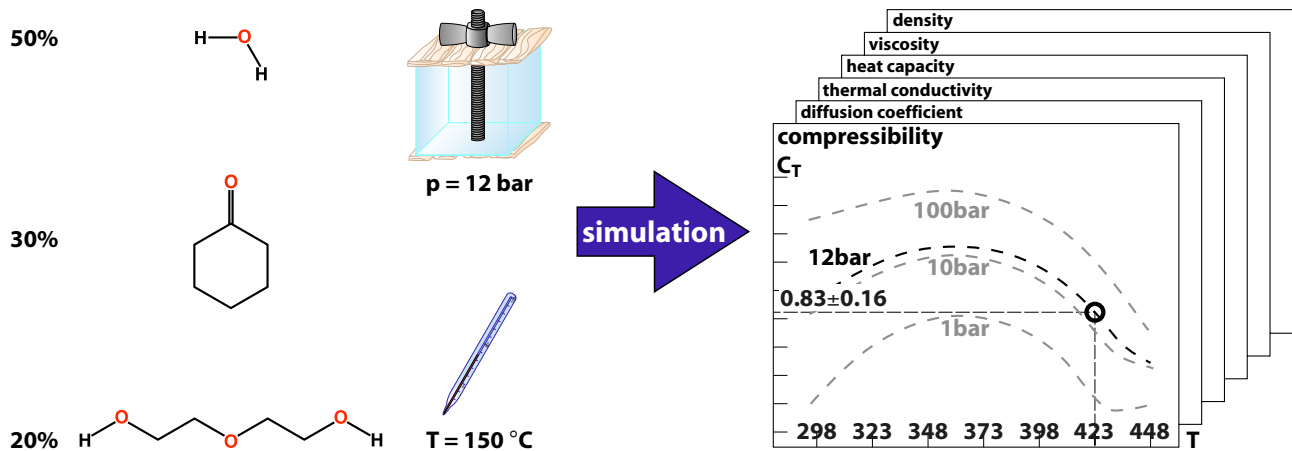 50%
H
O
H
p = 12 bar
30%
O
20%
H
O
O
O
H
T = 150 °C
simulation
density
viscosity
heat capacity
thermal conductivity
diffusion coefficient
compressibility
C_T
100bar
12bar
10bar
0.83±0.16
1bar
298 323 348 373 398 423 448 T